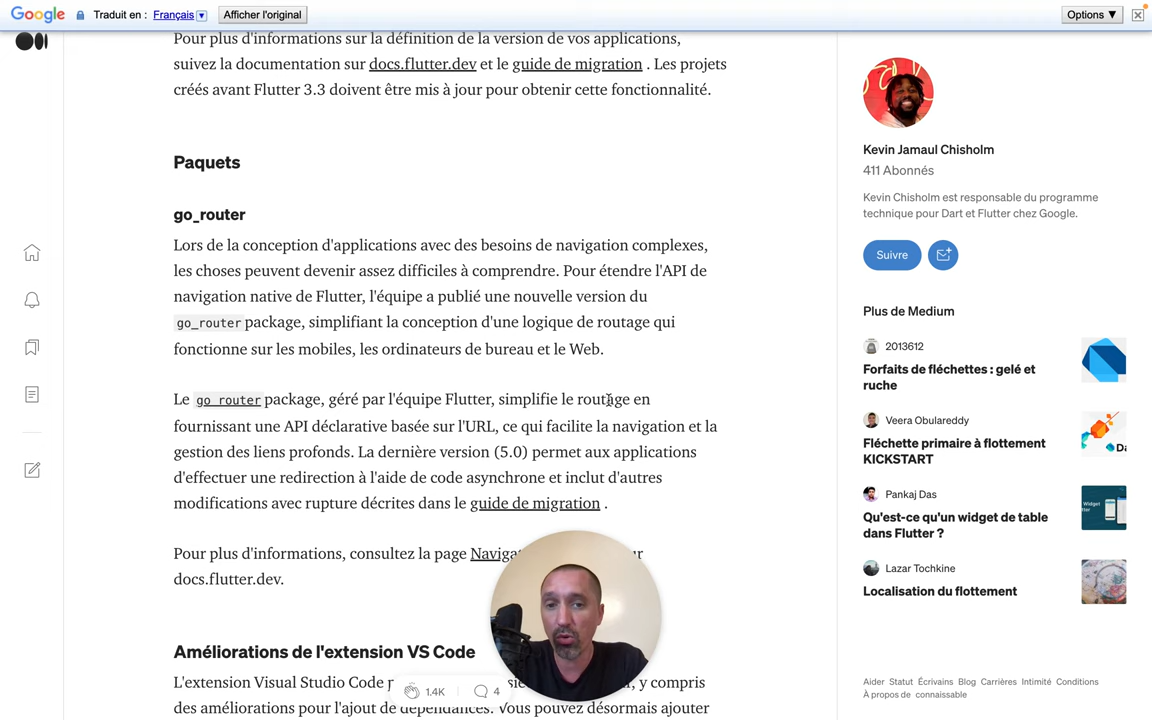 Google Traduit en : Français ▼ Afficher l'original Options ▼
Pour plus d'informations sur la définition de la version de vos applications,
suivez la documentation sur docs.flutter.dev et le guide de migration . Les projets
créés avant Flutter 3.3 doivent être mis à jour pour obtenir cette fonctionnalité.
Paquets
go_router
Lors de la conception d'applications avec des besoins de navigation complexes,
les choses peuvent devenir assez difficiles à comprendre. Pour étendre l'API de
navigation native de Flutter, l'équipe a publié une nouvelle version du
go_router package, simplifiant la conception d'une logique de routage qui
fonctionne sur les mobiles, les ordinateurs de bureau et le Web.
Le go_router package, géré par l'équipe Flutter, simplifie le routage en
fournissant une API déclarative basée sur l'URL, ce qui facilite la navigation et la
gestion des liens profonds. La dernière version (5.0) permet aux applications
d'effectuer une redirection à l'aide de code asynchrone et inclut d'autres
modifications avec rupture décrites dans le guide de migration .
Pour plus d'informations, consultez la page
docs.flutter.dev.
Améliorations de l'extension VS Code
L'extension Visual Studio Code , y compris
des améliorations pour l'ajout de dépendances. Vous pouvez désormais ajouter
1.4K 4
Kevin Jamaul Chisholm
411 Abonnés
Kevin Chisholm est responsable du programme
technique pour Dart et Flutter chez Google.
Suivre
Plus de Medium
2013612
Forfaits de fléchettes : gelé et
ruche
Veera Obulareddy
Fléchette primaire à flottement
KICKSTART
Pankaj Das
Qu'est-ce qu'un widget de table
dans Flutter ?
Lazar Tochkine
Localisation du flottement
Aider Statut Écrivains Blog Carrières Intimité Conditions
À propos de connaissable